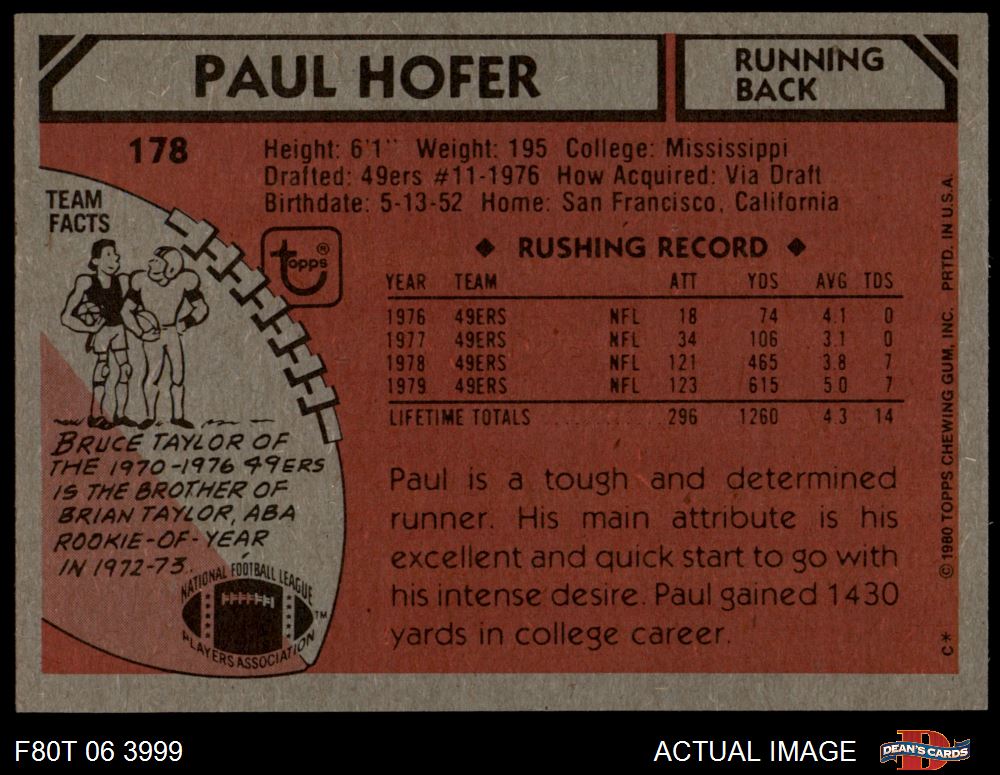 PAUL HOFER
RUNNING
BACK
178
Height: 6'1" Weight: 195 College: Mississippi
Drafted: 49ers #11-1976 How Acquired: Via Draft
Birthdate: 5-13-52 Home: San Francisco, California
TEAM
FACTS
topps®
◆ RUSHING RECORD ◆
YEAR TEAM ATT YDS AVG TDS
1976 49ERS NFL 18 74 4.1 0
1977 49ERS NFL 34 106 3.1 0
1978 49ERS NFL 121 465 3.8 7
1979 49ERS NFL 123 615 5.0 7
LIFETIME TOTALS 296 1260 4.3 14
BRUCE TAYLOR OF
THE 1970-1976 49ERS
IS THE BROTHER OF
BRIAN TAYLOR, ABA
ROOKIE-OF-YEAR
IN 1972-73.
NATIONAL FOOTBALL LEAGUE
PLAYERS ASSOCIATION
TM
Paul is a tough and determined
runner. His main attribute is his
excellent and quick start to go with
his intense desire. Paul gained 1430
yards in college career.
C* © 1980 TOPPS CHEWING GUM, INC. PRTD. IN U.S.A.
F80T 06 3999
ACTUAL IMAGE
D
DEAN'S CARDS